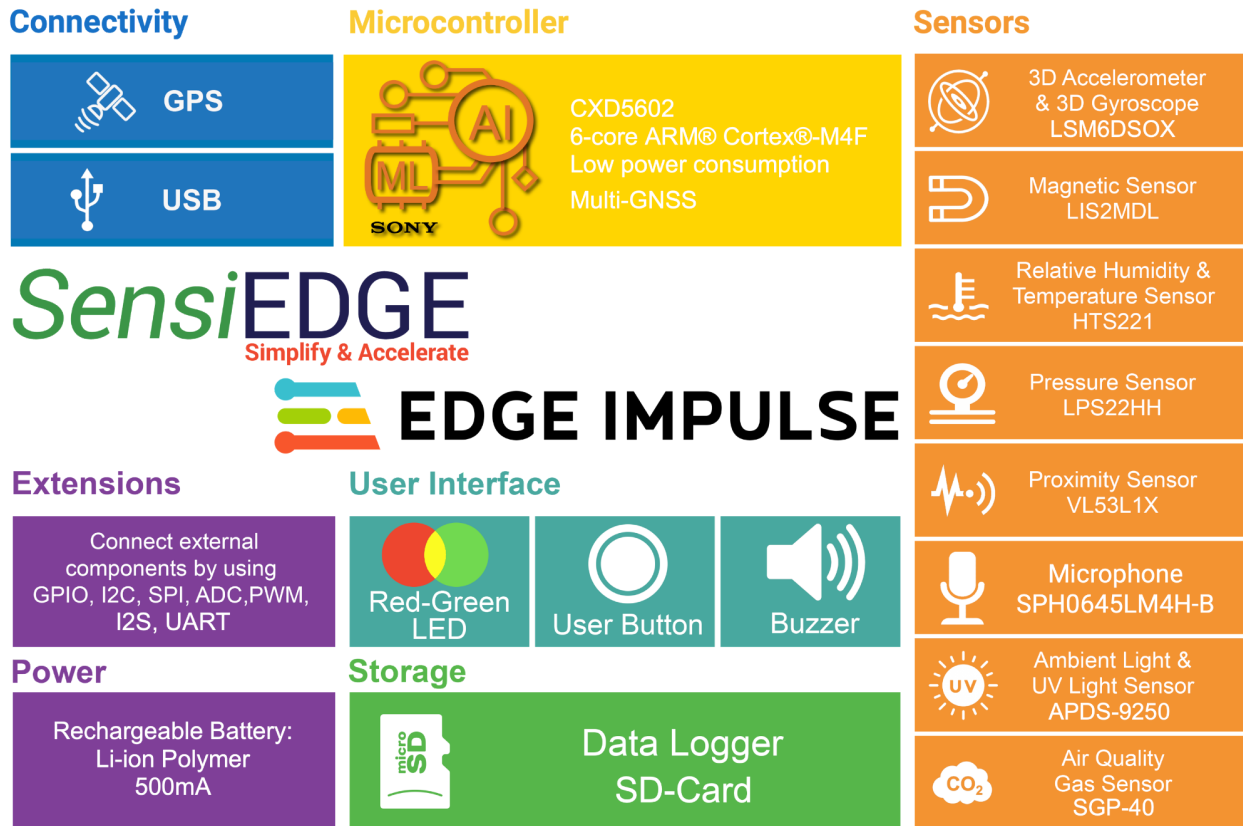 Connectivity
GPS
USB
Microcontroller
AI
ML
SONY
CXD5602
6-core ARM® Cortex®-M4F
Low power consumption
Multi-GNSS
Sensors
3D Accelerometer
& 3D Gyroscope
LSM6DSOX
Magnetic Sensor
LIS2MDL
Relative Humidity &
Temperature Sensor
HTS221
Pressure Sensor
LPS22HH
Proximity Sensor
VL53L1X
Microphone
SPH0645LM4H-B
UV
Ambient Light &
UV Light Sensor
APDS-9250
CO₂
Air Quality
Gas Sensor
SGP-40
SensiEDGE
Simplify & Accelerate
EDGE IMPULSE
Extensions
Connect external
components by using
GPIO, I2C, SPI, ADC,PWM,
I2S, UART
User Interface
Red-Green
LED
User Button
Buzzer
Power
Rechargeable Battery:
Li-ion Polymer
500mA
Storage
micro
SD
Data Logger
SD-Card